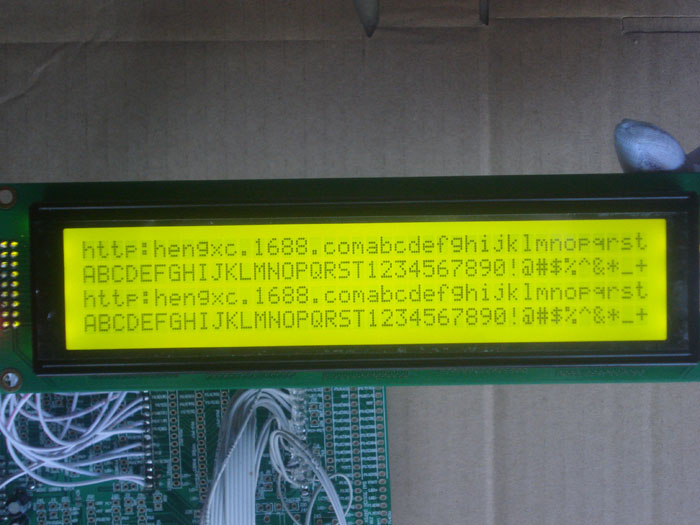 http:hengxc.1688.comabcdefghijklmnopqrst
ABCDEFGHIJKLMNOPQRST1234567890!@#$%^&*_+
http:hengxc.1688.comabcdefghijklmnopqrst
ABCDEFGHIJKLMNOPQRST1234567890!@#$%^&*_+